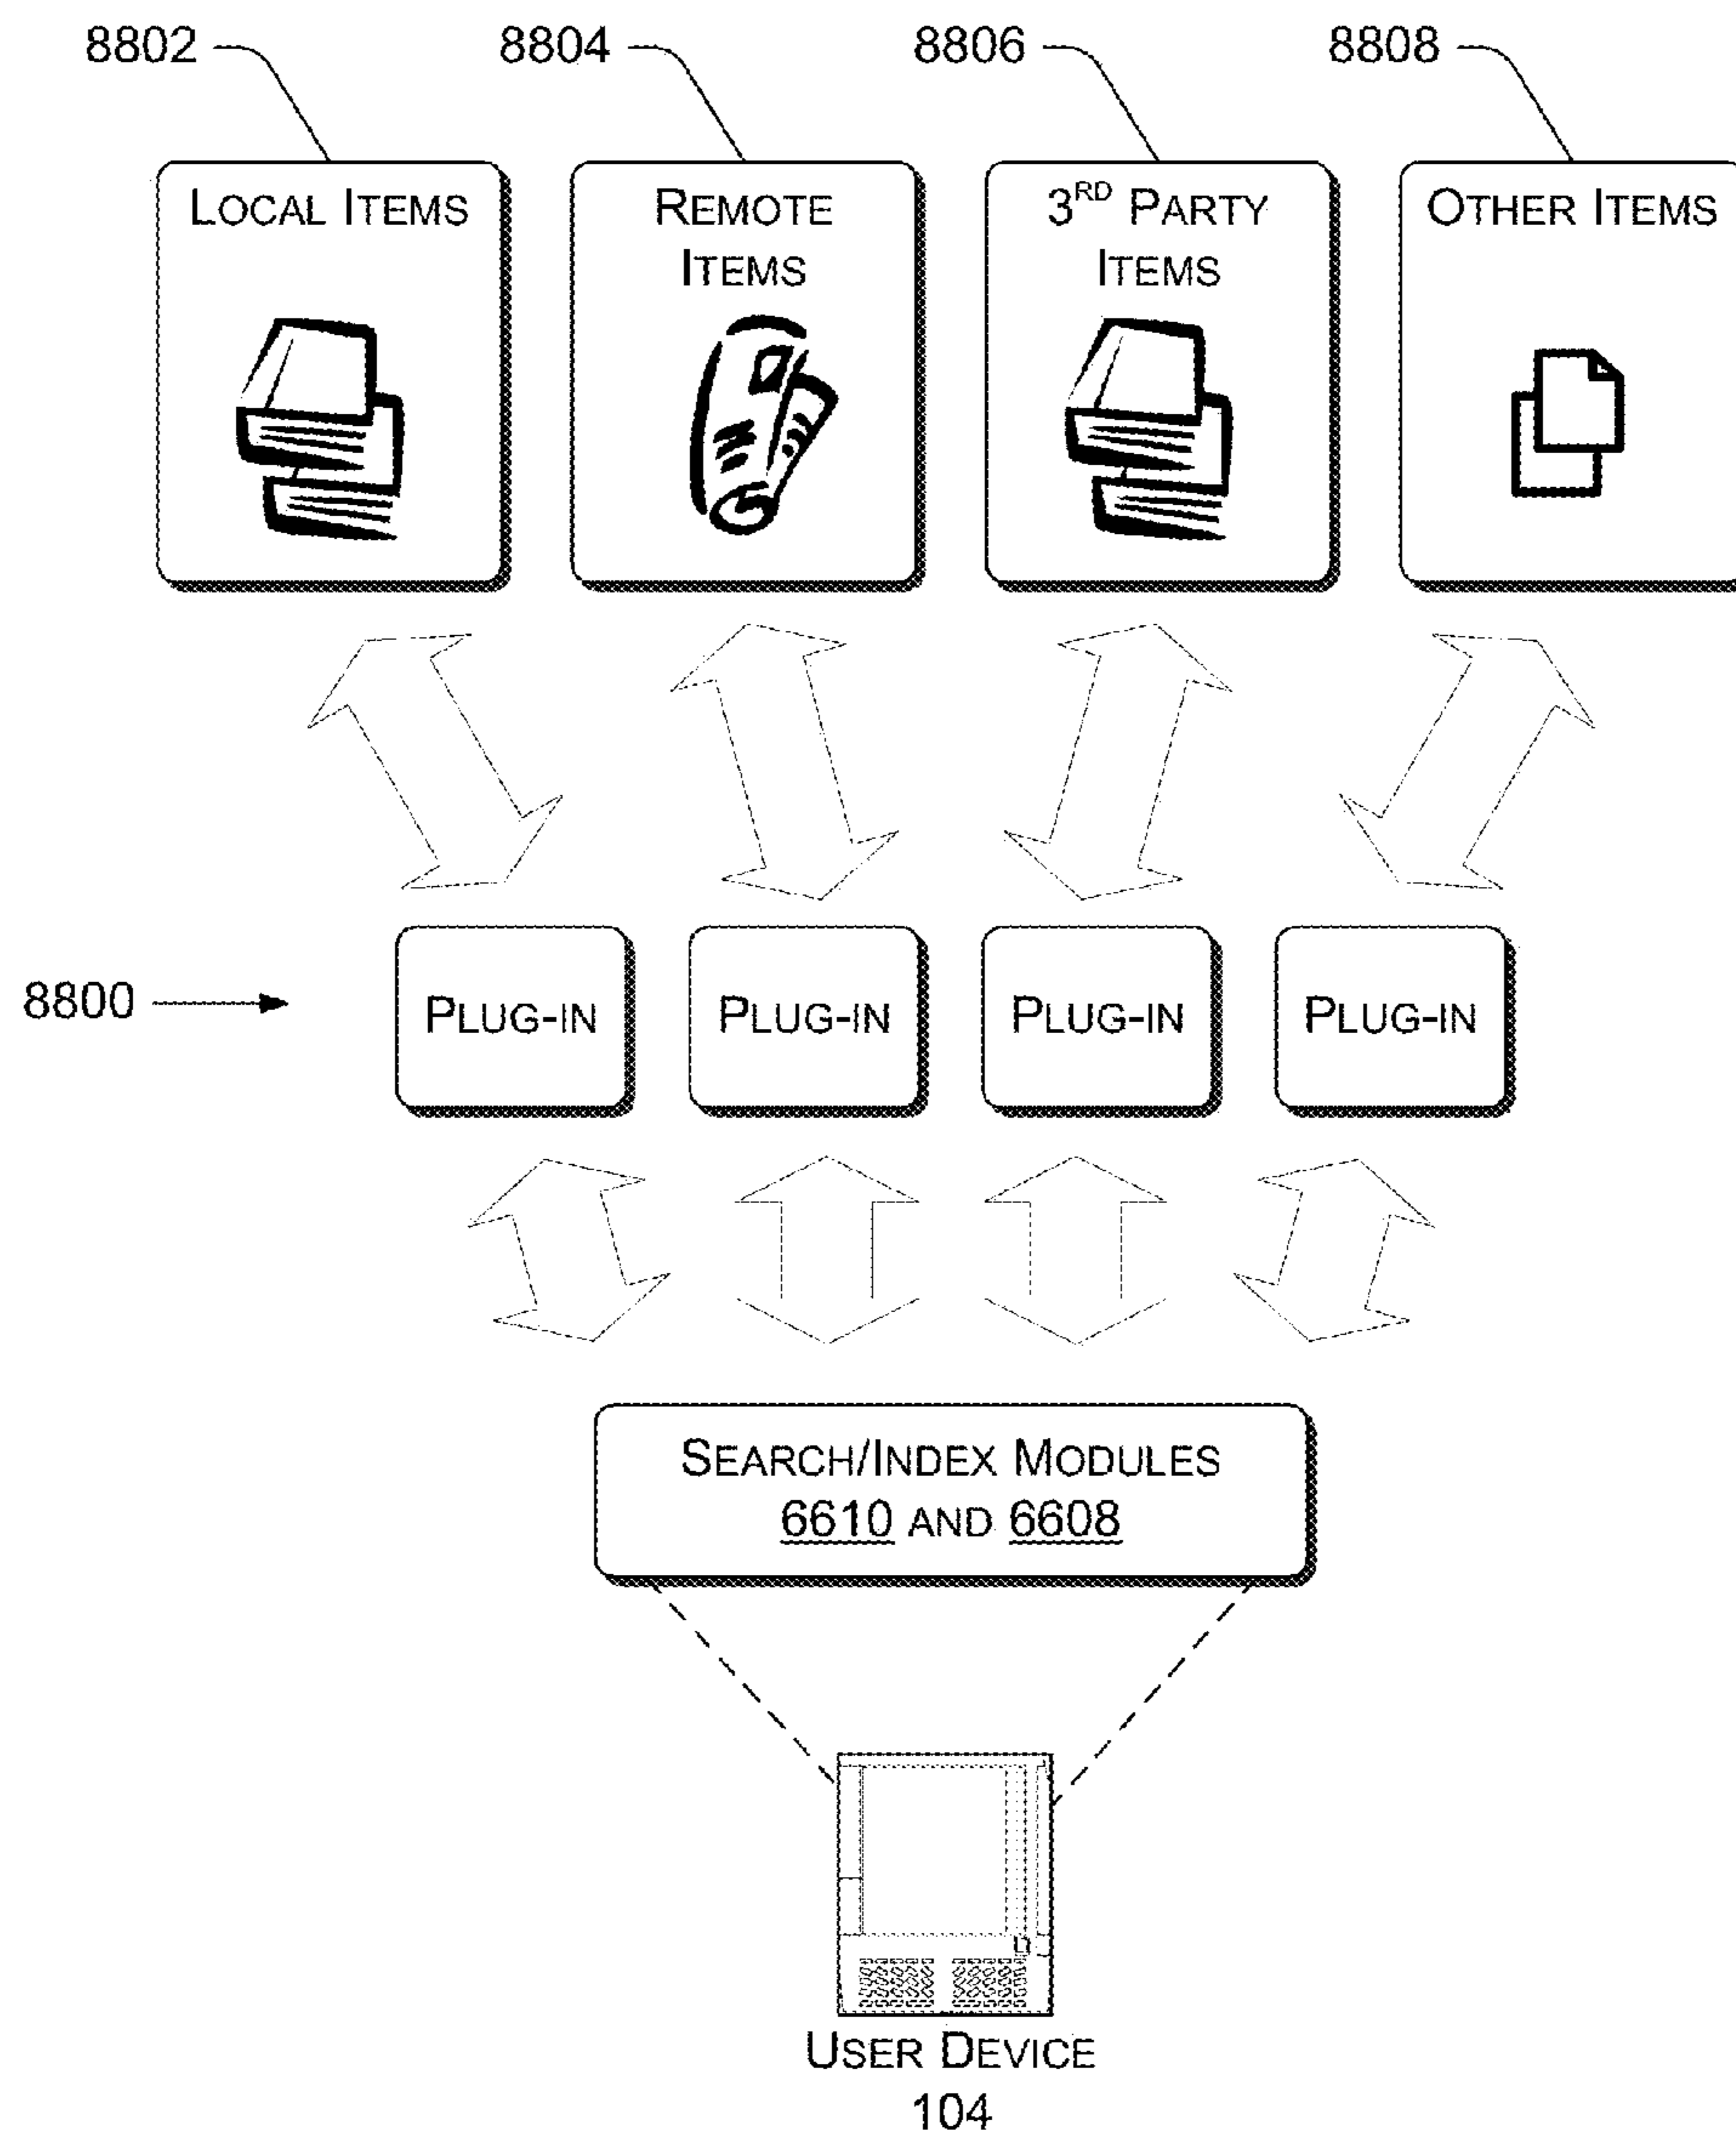 8802 8804 8806 8808
LOCAL ITEMS REMOTE ITEMS 3RD PARTY ITEMS OTHER ITEMS
8800 PLUG-IN PLUG-IN PLUG-IN PLUG-IN
SEARCH/INDEX MODULES
6610 AND 6608
USER DEVICE
104